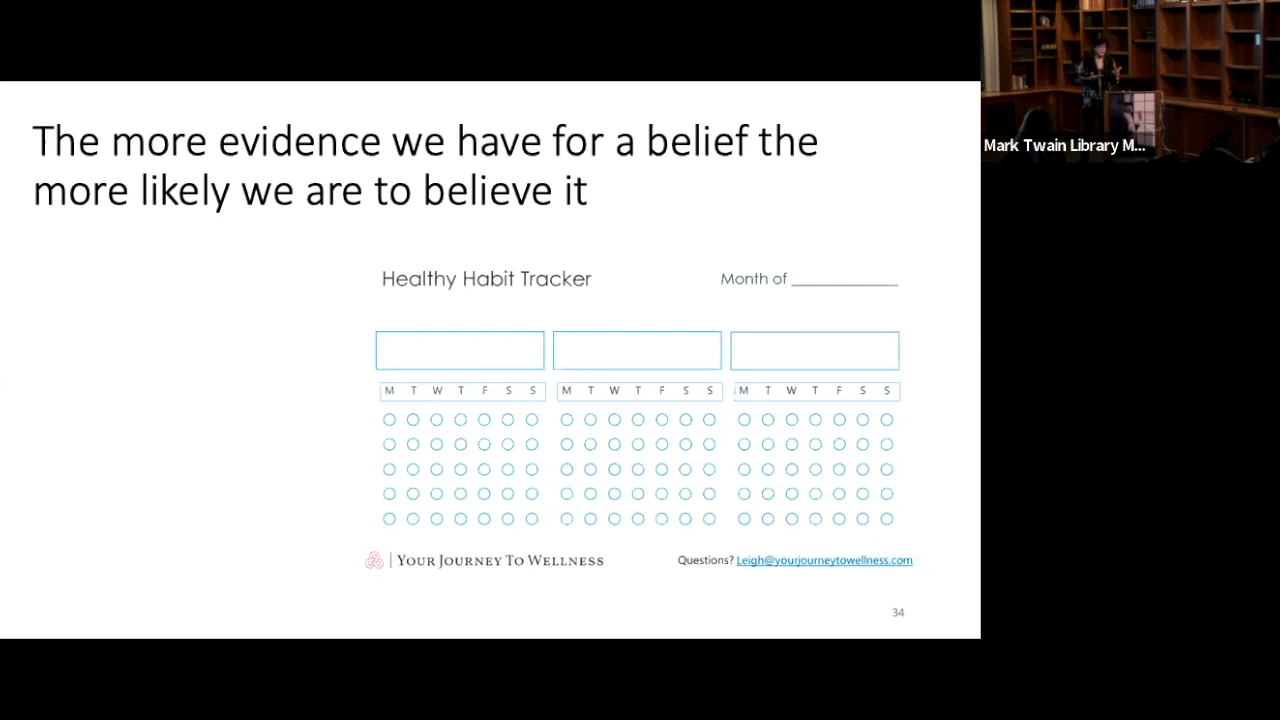 The more evidence we have for a belief the
more likely we are to believe it
Healthy Habit Tracker
Month of ____________
M T W T F S S
M T W T F S S
M T W T F S S
YOUR JOURNEY TO WELLNESS
Questions? Leigh@yourjourneytowellness.com
34
Mark Twain Library M...